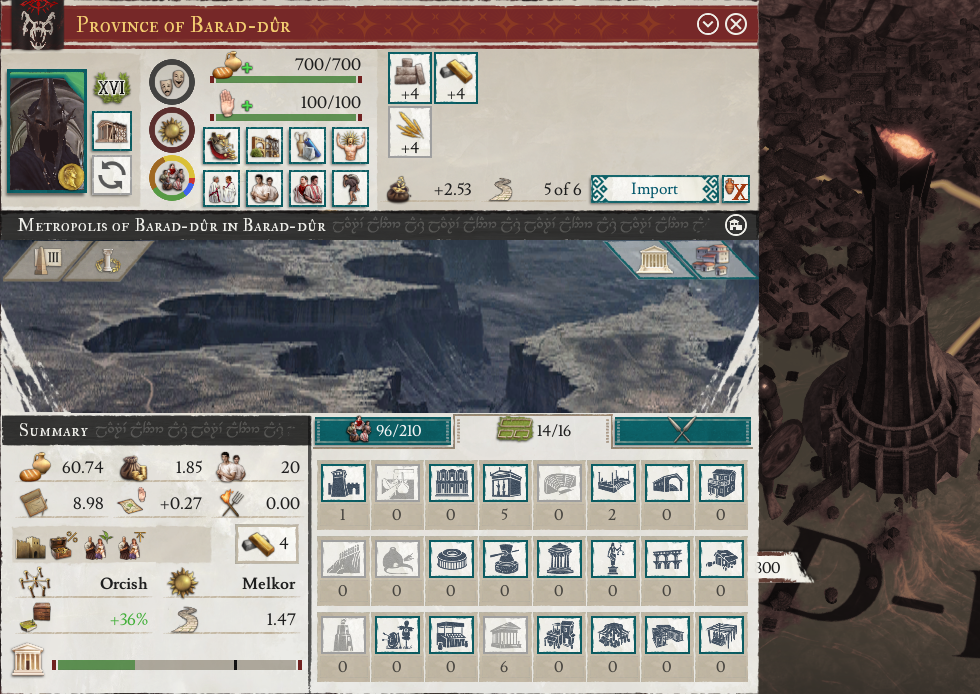 PROVINCE OF BARAD-DÛR
XVI
700/700
100/100
+4
+4
+4
+2.53
5 of 6
Import
X
METROPOLIS OF BARAD-DÛR IN BARAD-DÛR
III
SUMMARY
96/210
14/16
60.74
1.85
20
8.98
+0.27
0.00
4
Orcish
Melkor
+36%
1.47
1 0 0 5 0 2 0 0
0 0 0 0 0 0 0 0
0 0 0 6 0 0 0 0
300
D-